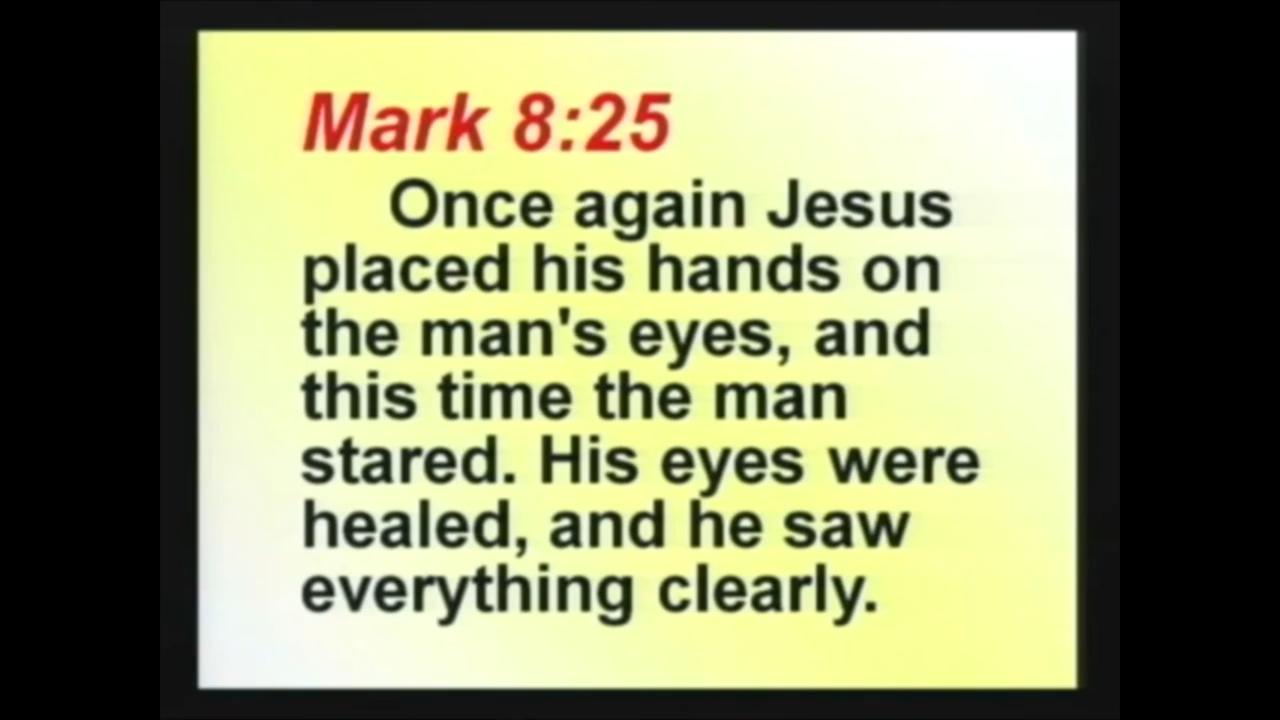 Mark 8:25
Once again Jesus
placed his hands on
the man's eyes, and
this time the man
stared. His eyes were
healed, and he saw
everything clearly.